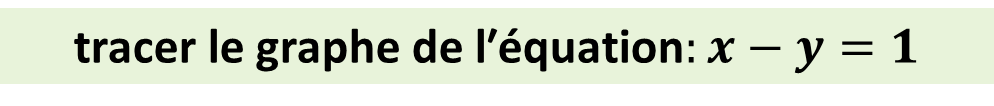 tracer le graphe de l’équation: x − y = 1